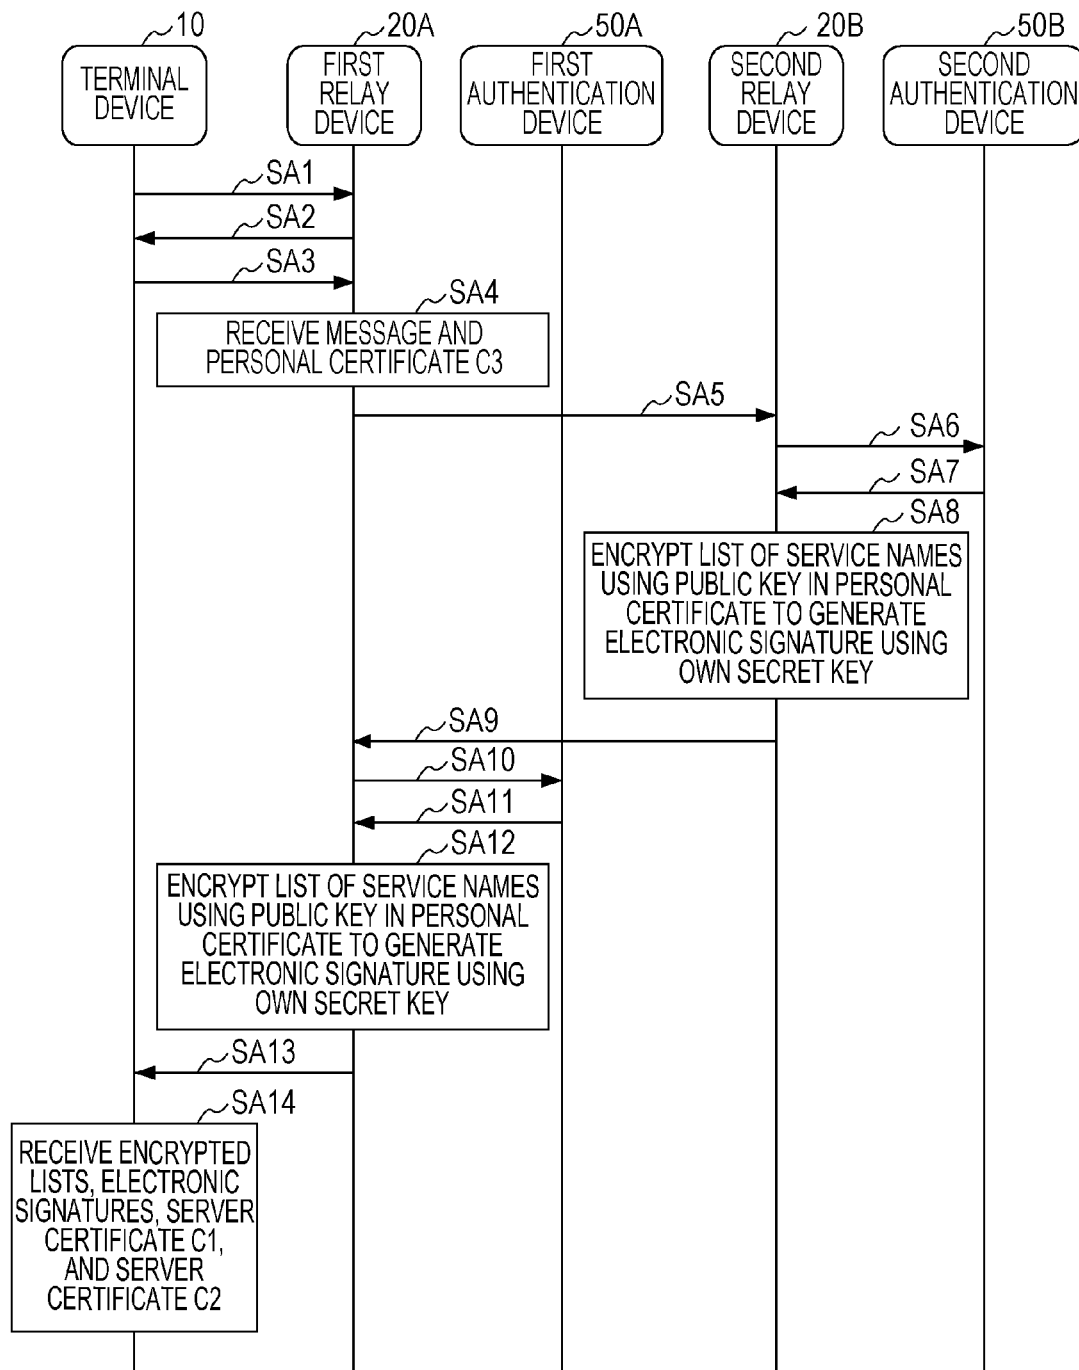 10
20A
50A
20B
50B
TERMINAL
DEVICE
FIRST
RELAY
DEVICE
FIRST
AUTHENTICATION
DEVICE
SECOND
RELAY
DEVICE
SECOND
AUTHENTICATION
DEVICE
SA1
SA2
SA3
SA4
RECEIVE MESSAGE AND
PERSONAL CERTIFICATE C3
SA5
SA6
SA7
SA8
ENCRYPT LIST OF SERVICE NAMES
USING PUBLIC KEY IN PERSONAL
CERTIFICATE TO GENERATE
ELECTRONIC SIGNATURE USING
OWN SECRET KEY
SA9
SA10
SA11
SA12
ENCRYPT LIST OF SERVICE NAMES
USING PUBLIC KEY IN PERSONAL
CERTIFICATE TO GENERATE
ELECTRONIC SIGNATURE USING
OWN SECRET KEY
SA13
SA14
RECEIVE ENCRYPTED
LISTS, ELECTRONIC
SIGNATURES, SERVER
CERTIFICATE C1,
AND SERVER
CERTIFICATE C2